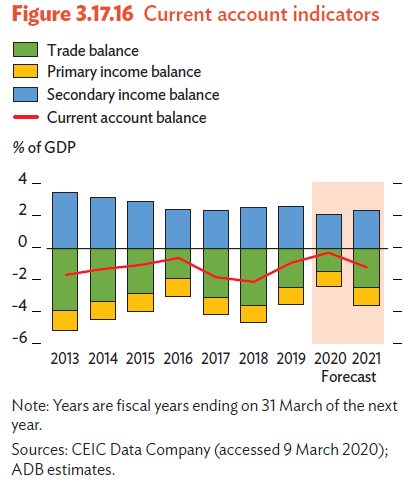 Figure 3.17.16 Current account indicators
Trade balance
Primary income balance
Secondary income balance
Current account balance
% of GDP
4
2
0
-2
-4
-6
2013 2014 2015 2016 2017 2018 2019 2020 2021
Forecast
Note: Years are fiscal years ending on 31 March of the next
year.
Sources: CEIC Data Company (accessed 9 March 2020);
ADB estimates.